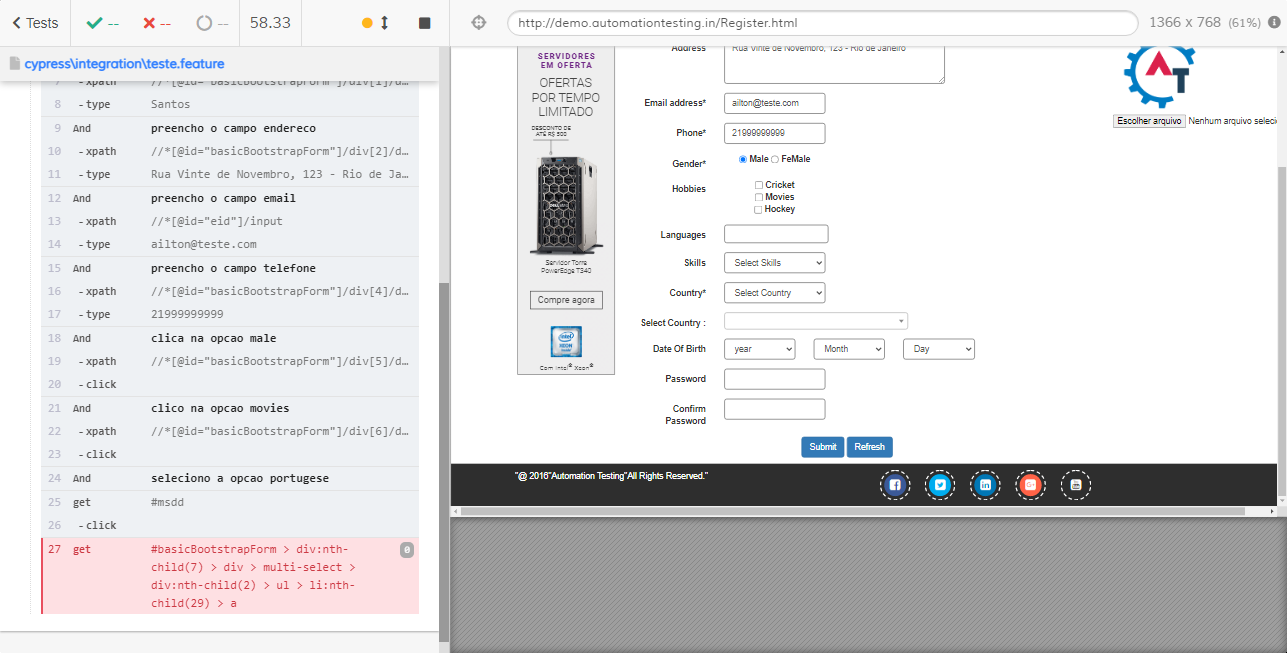 Tests
--
--
--
58.33
http://demo.automationtesting.in/Register.html
1366 x 768 (61%)
cypress\integration\teste.feature
7 - xpath //*[@id="basicBootstrapForm"]/div[1]/d…
8 - type Santos
9 And preencho o campo endereco
10 - xpath //*[@id="basicBootstrapForm"]/div[2]/d…
11 - type Rua Vinte de Novembro, 123 - Rio de Ja…
12 And preencho o campo email
13 - xpath //*[@id="eid"]/input
14 - type ailton@teste.com
15 And preencho o campo telefone
16 - xpath //*[@id="basicBootstrapForm"]/div[4]/d…
17 - type 21999999999
18 And clica na opcao male
19 - xpath //*[@id="basicBootstrapForm"]/div[5]/d…
20 - click
21 And clico na opcao movies
22 - xpath //*[@id="basicBootstrapForm"]/div[6]/d…
23 - click
24 And seleciono a opcao portugese
25 get #msdd
26 - click
27 get #basicBootstrapForm > div:nth-
child(7) > div > multi-select >
div:nth-child(2) > ul > li:nth-
child(29) > a
0
SERVIDORES
EM OFERTA
OFERTAS
POR TEMPO
LIMITADO
DESCONTO DE
ATÉ R$ 500
DELL
Servidor Torre
PowerEdge T340
Compre agora
intel
XEON
Com Intel® Xeon®
Address Rua Vinte de Novembro, 123 - Rio de Janeiro
Email address* ailton@teste.com
Phone* 21999999999
Gender* Male FeMale
Hobbies Cricket
Movies
Hockey
Languages
Skills Select Skills
Country* Select Country
Select Country :
Date Of Birth year Month Day
Password
Confirm
Password
Submit Refresh
AT
Escolher arquivo Nenhum arquivo seleci
"@ 2016"Automation Testing"All Rights Reserved."